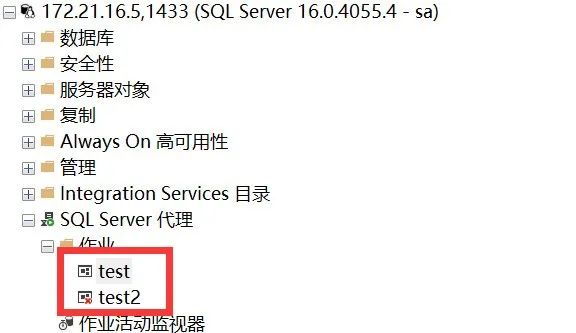 172.21.16.5,1433 (SQL Server 16.0.4055.4 - sa)
数据库
安全性
服务器对象
复制
Always On 高可用性
管理
Integration Services 目录
SQL Server 代理
作业
test
test2
作业活动监视器